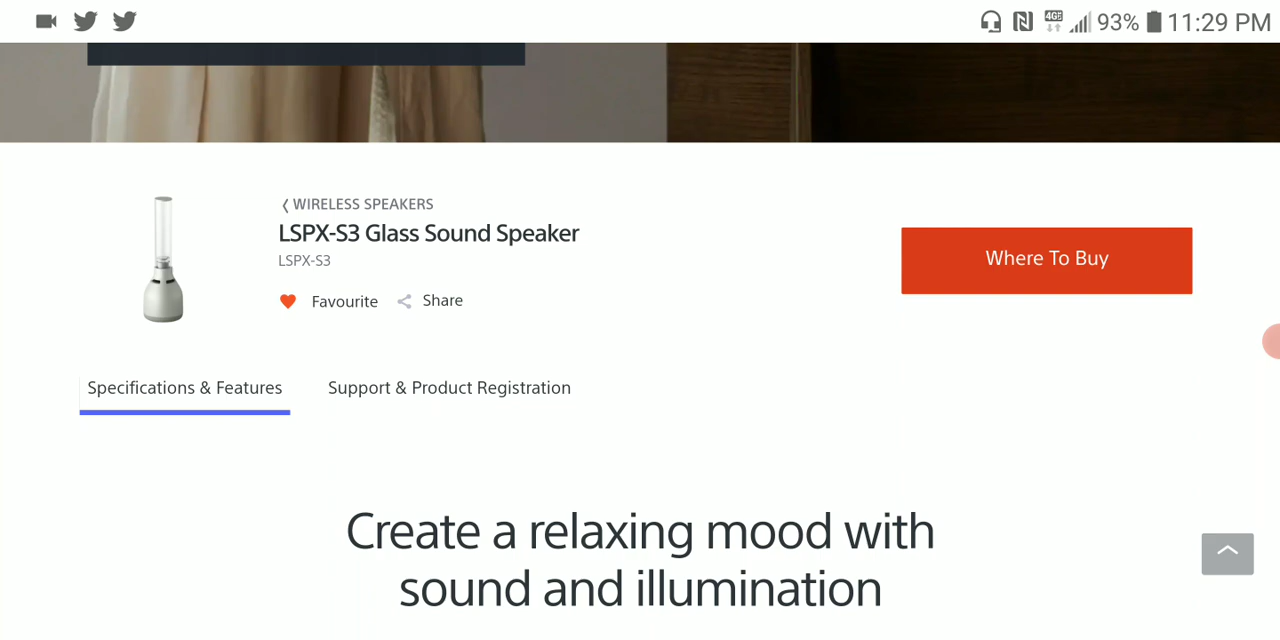 4GE 93% 11:29 PM
WIRELESS SPEAKERS
LSPX-S3 Glass Sound Speaker
LSPX-S3
Favourite Share
Where To Buy
Specifications & Features Support & Product Registration
Create a relaxing mood with
sound and illumination